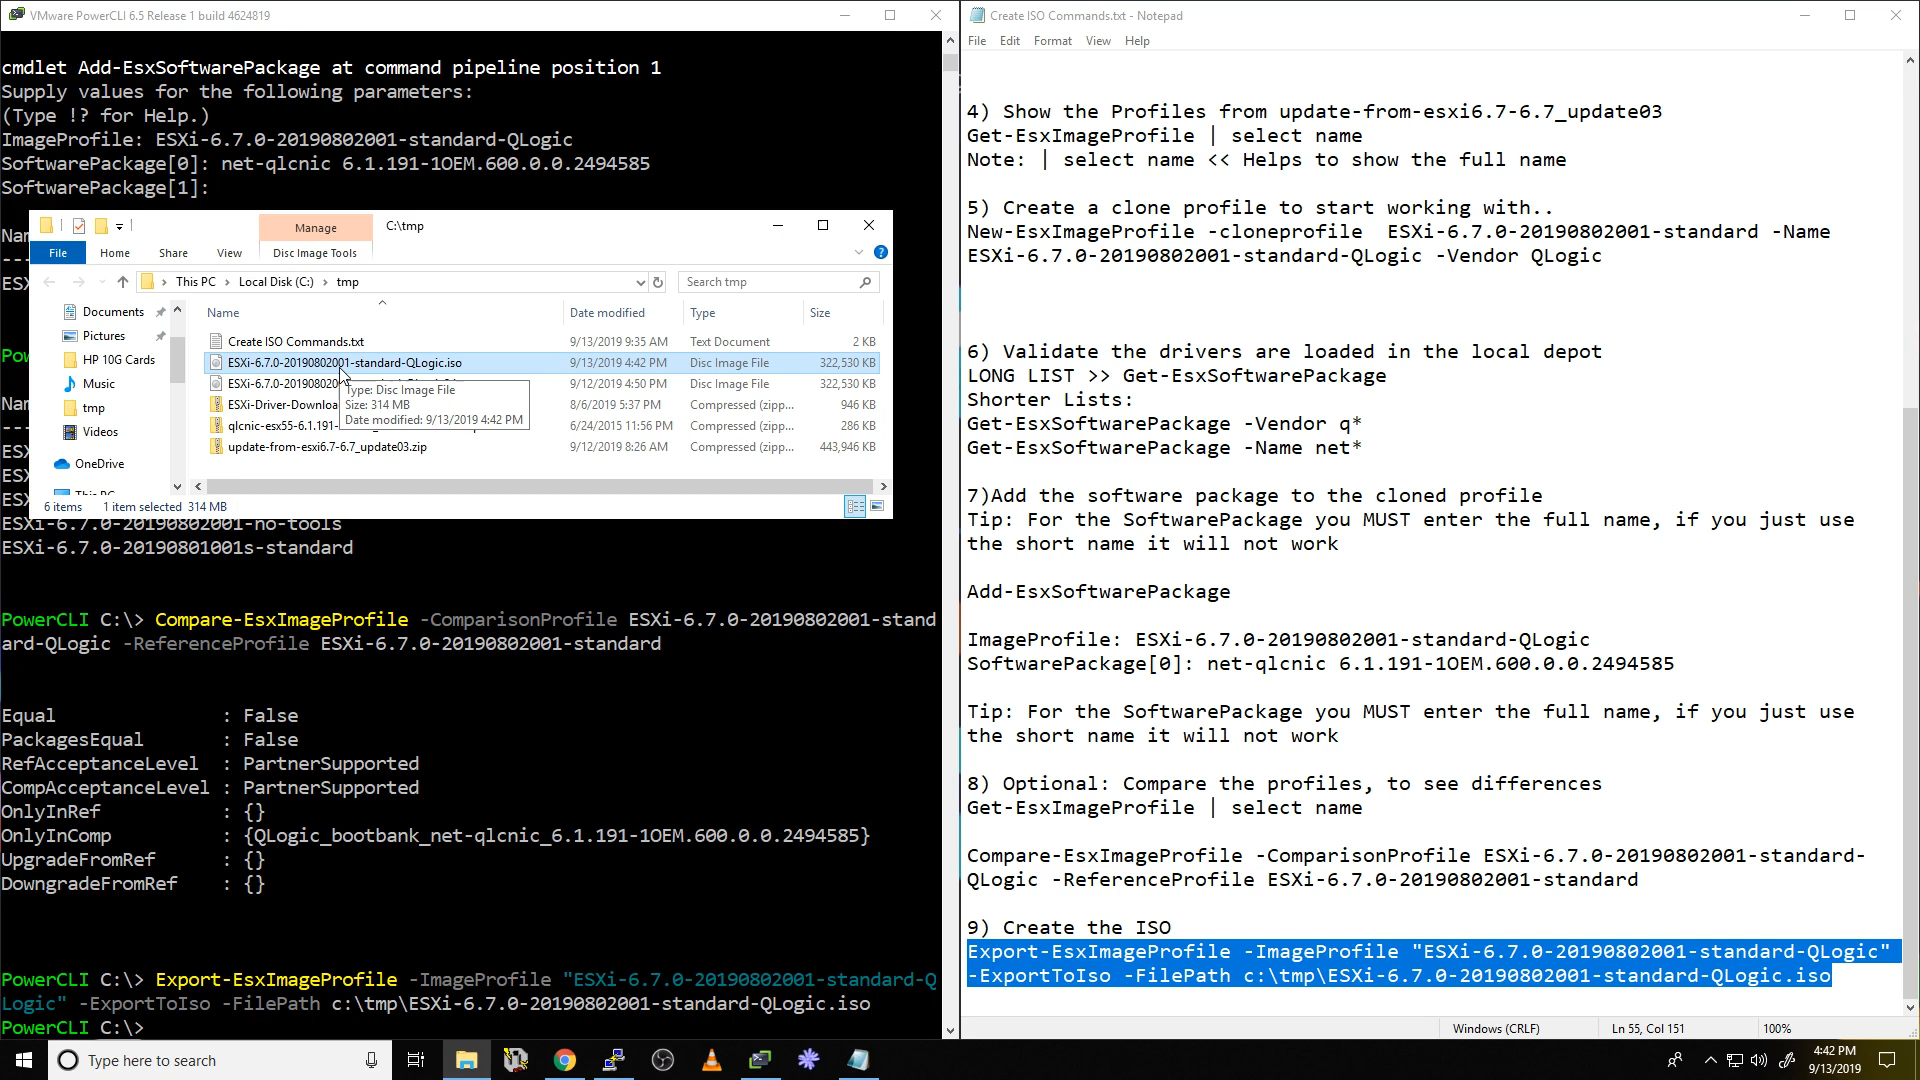 VMware PowerCLI 6.5 Release 1 build 4624819
cmdlet Add-EsxSoftwarePackage at command pipeline position 1
Supply values for the following parameters:
(Type !? for Help.)
ImageProfile: ESXi-6.7.0-20190802001-standard-QLogic
SoftwarePackage[0]: net-qlcnic 6.1.191-1OEM.600.0.0.2494585
SoftwarePackage[1]:
Manage
C:\tmp
File
Home
Share
View
Disc Image Tools
This PC
Local Disk (C:)
tmp
Search tmp
Documents
Pictures
HP 10G Cards
Music
tmp
Videos
OneDrive
Name Date modified Type Size
Create ISO Commands.txt 9/13/2019 9:35 AM Text Document 2 KB
ESXi-6.7.0-20190802001-standard-QLogic.iso 9/13/2019 4:42 PM Disc Image File 322,530 KB
ESXi-6.7.0-201908020 9/12/2019 4:50 PM Disc Image File 322,530 KB
ESXi-Driver-Downloa 8/6/2019 5:37 PM Compressed (zipp... 946 KB
qlcnic-esx55-6.1.191- 6/24/2015 11:56 PM Compressed (zipp... 286 KB
update-from-esxi6.7-6.7_update03.zip 9/12/2019 8:26 AM Compressed (zipp... 443,946 KB
Type: Disc Image File
Size: 314 MB
Date modified: 9/13/2019 4:42 PM
6 items 1 item selected 314 MB
ESXi-6.7.0-20190802001-no-tools
ESXi-6.7.0-20190801001s-standard
PowerCLI C:\> Compare-EsxImageProfile -ComparisonProfile ESXi-6.7.0-20190802001-stand
ard-QLogic -ReferenceProfile ESXi-6.7.0-20190802001-standard
Equal : False
PackagesEqual : False
RefAcceptanceLevel : PartnerSupported
CompAcceptanceLevel : PartnerSupported
OnlyInRef : {}
OnlyInComp : {QLogic_bootbank_net-qlcnic_6.1.191-1OEM.600.0.0.2494585}
UpgradeFromRef : {}
DowngradeFromRef : {}
PowerCLI C:\> Export-EsxImageProfile -ImageProfile "ESXi-6.7.0-20190802001-standard-Q
Logic" -ExportToIso -FilePath c:\tmp\ESXi-6.7.0-20190802001-standard-QLogic.iso
PowerCLI C:\>
Create ISO Commands.txt - Notepad
File Edit Format View Help
4) Show the Profiles from update-from-esxi6.7-6.7_update03
Get-EsxImageProfile | select name
Note: | select name << Helps to show the full name
5) Create a clone profile to start working with..
New-EsxImageProfile -cloneprofile  ESXi-6.7.0-20190802001-standard -Name
ESXi-6.7.0-20190802001-standard-QLogic -Vendor QLogic
6) Validate the drivers are loaded in the local depot
LONG LIST >> Get-EsxSoftwarePackage
Shorter Lists:
Get-EsxSoftwarePackage -Vendor q*
Get-EsxSoftwarePackage -Name net*
7)Add the software package to the cloned profile
Tip: For the SoftwarePackage you MUST enter the full name, if you just use
the short name it will not work
Add-EsxSoftwarePackage
ImageProfile: ESXi-6.7.0-20190802001-standard-QLogic
SoftwarePackage[0]: net-qlcnic 6.1.191-1OEM.600.0.0.2494585
Tip: For the SoftwarePackage you MUST enter the full name, if you just use
the short name it will not work
8) Optional: Compare the profiles, to see differences
Get-EsxImageProfile | select name
Compare-EsxImageProfile -ComparisonProfile ESXi-6.7.0-20190802001-standard-
QLogic -ReferenceProfile ESXi-6.7.0-20190802001-standard
9) Create the ISO
Export-EsxImageProfile -ImageProfile "ESXi-6.7.0-20190802001-standard-QLogic"
-ExportToIso -FilePath c:\tmp\ESXi-6.7.0-20190802001-standard-QLogic.iso
Windows (CRLF) Ln 55, Col 151 100%
Type here to search
4:42 PM
9/13/2019